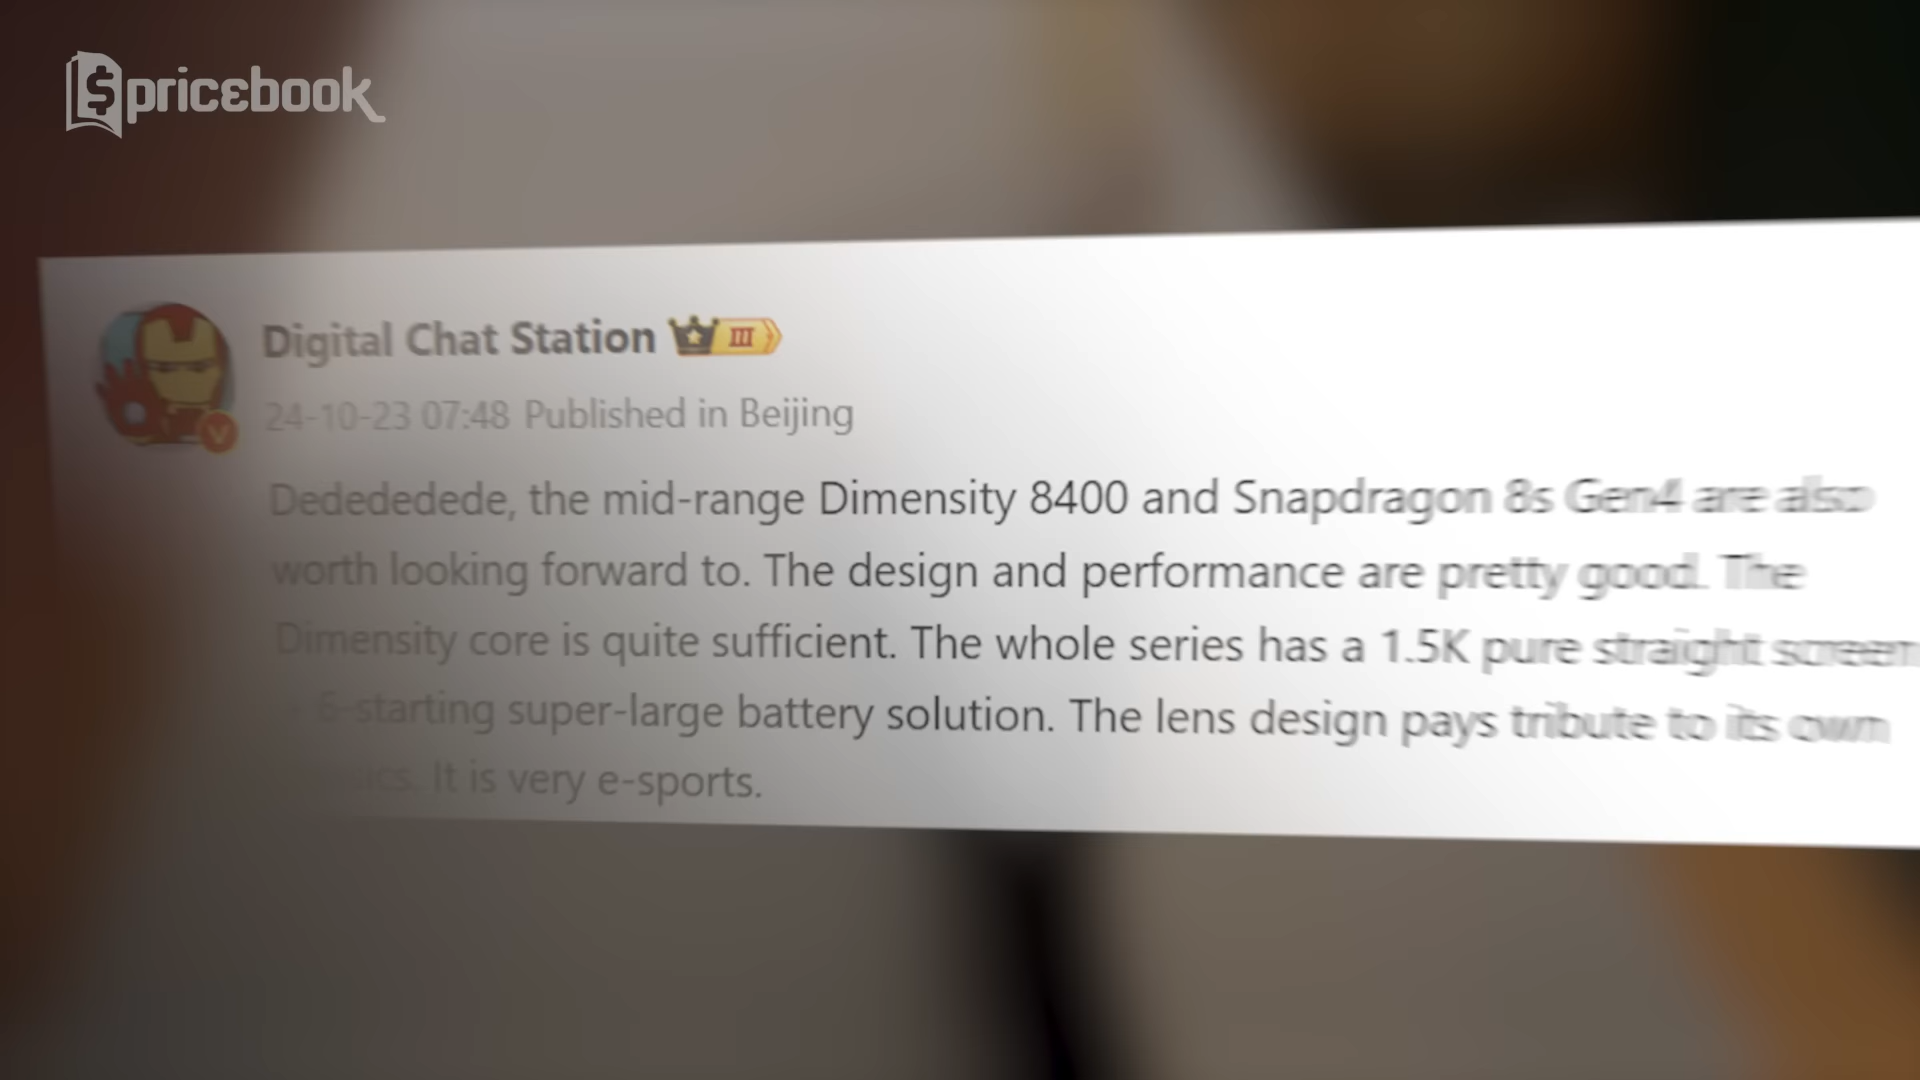 pricebook
Digital Chat Station III
24-10-23 07:48 Published in Beijing
Dedededede, the mid-range Dimensity 8400 and Snapdragon 8s Gen4 are also
worth looking forward to. The design and performance are pretty good. The
Dimensity core is quite sufficient. The whole series has a 1.5K pure straight screen
6-starting super-large battery solution. The lens design pays tribute to its own
It is very e-sports.